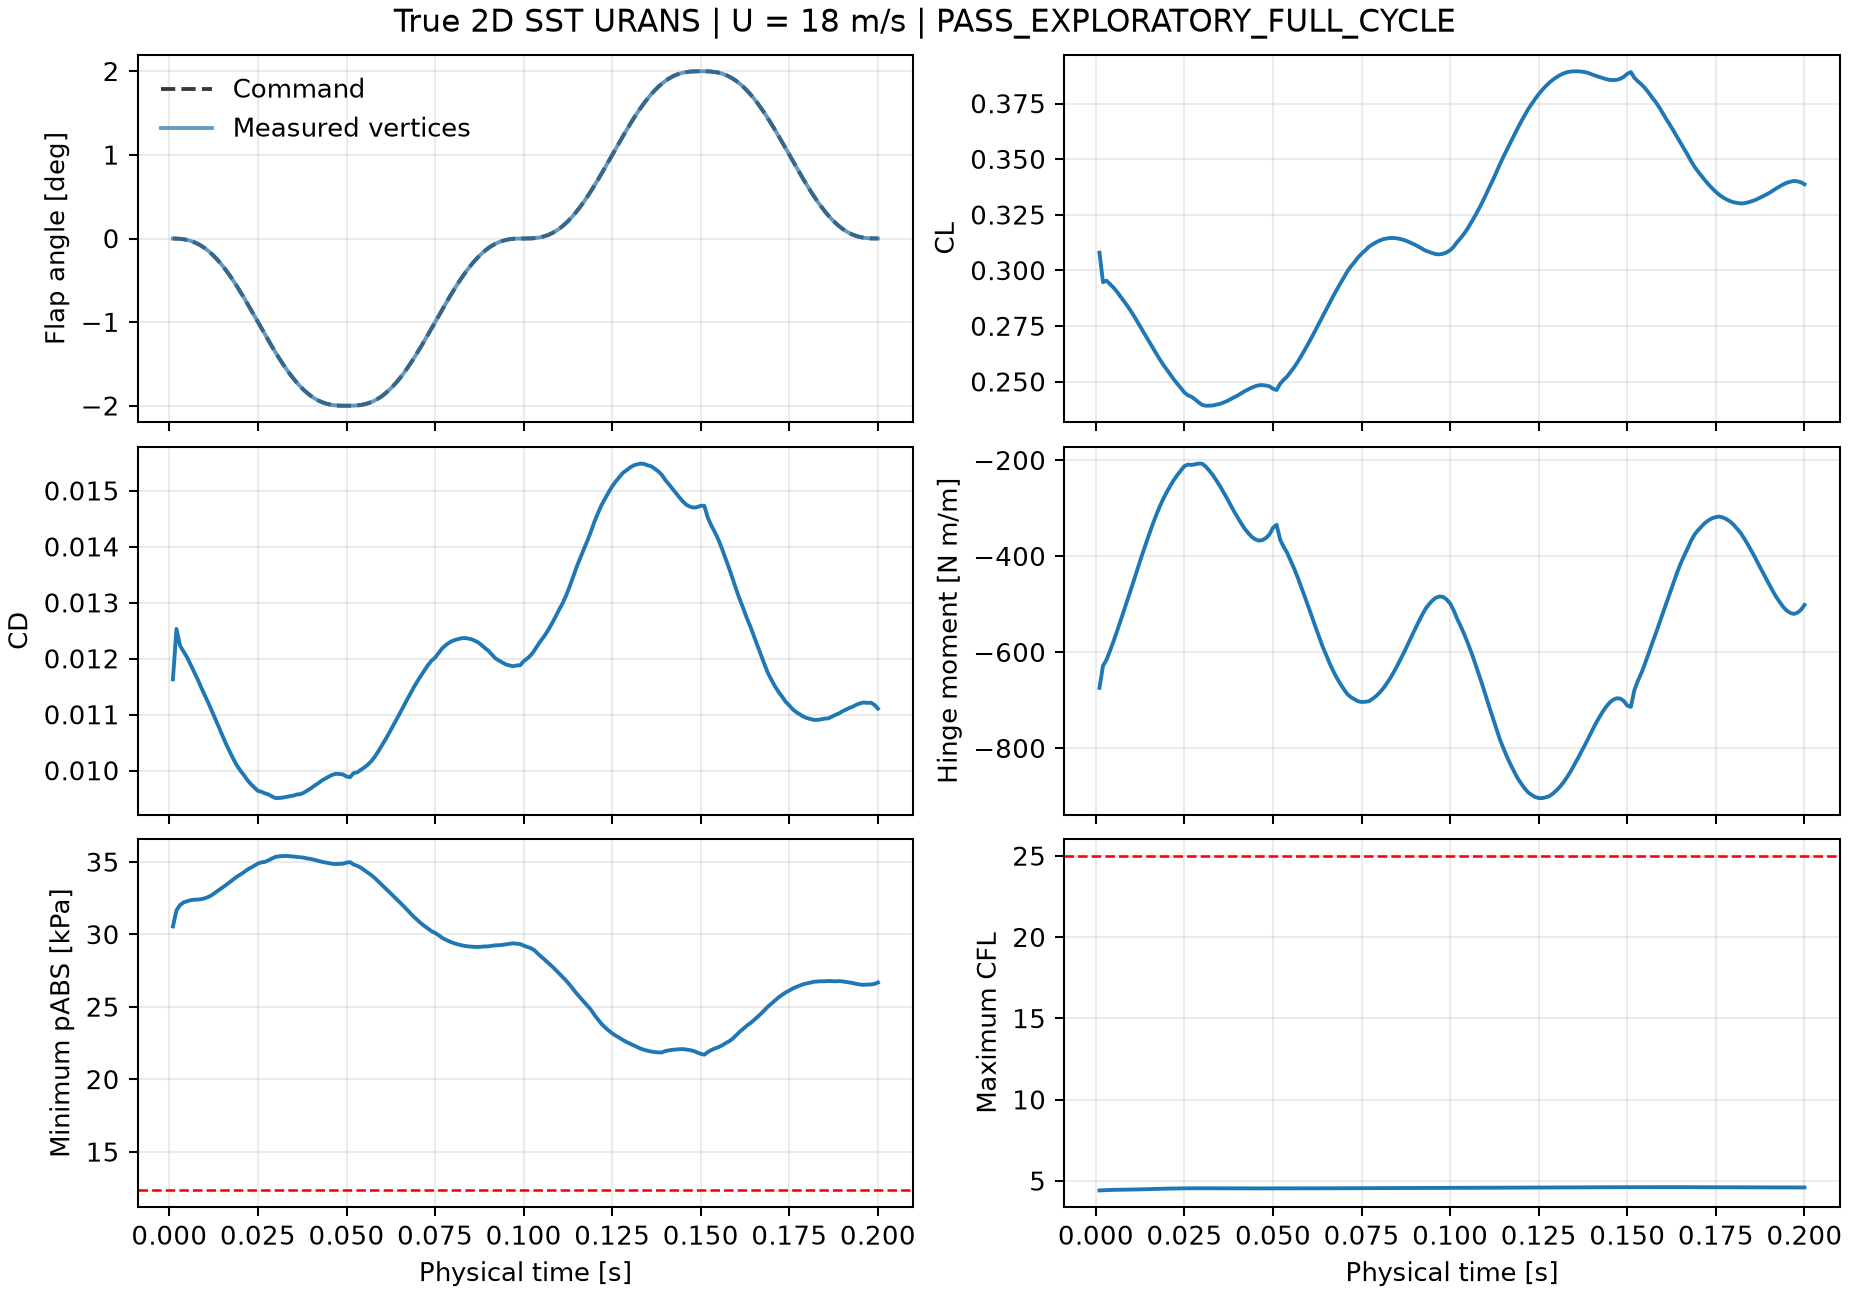 True 2D SST URANS | U = 18 m/s | PASS_EXPLORATORY_FULL_CYCLE
Flap angle [deg]
2
1
0
−1
−2
Command
Measured vertices
CL
0.375
0.350
0.325
0.300
0.275
0.250
CD
0.015
0.014
0.013
0.012
0.011
0.010
Hinge moment [N m/m]
−200
−400
−600
−800
Minimum pABS [kPa]
35
30
25
20
15
0.000 0.025 0.050 0.075 0.100 0.125 0.150 0.175 0.200
Physical time [s]
Maximum CFL
25
20
15
10
5
0.000 0.025 0.050 0.075 0.100 0.125 0.150 0.175 0.200
Physical time [s]